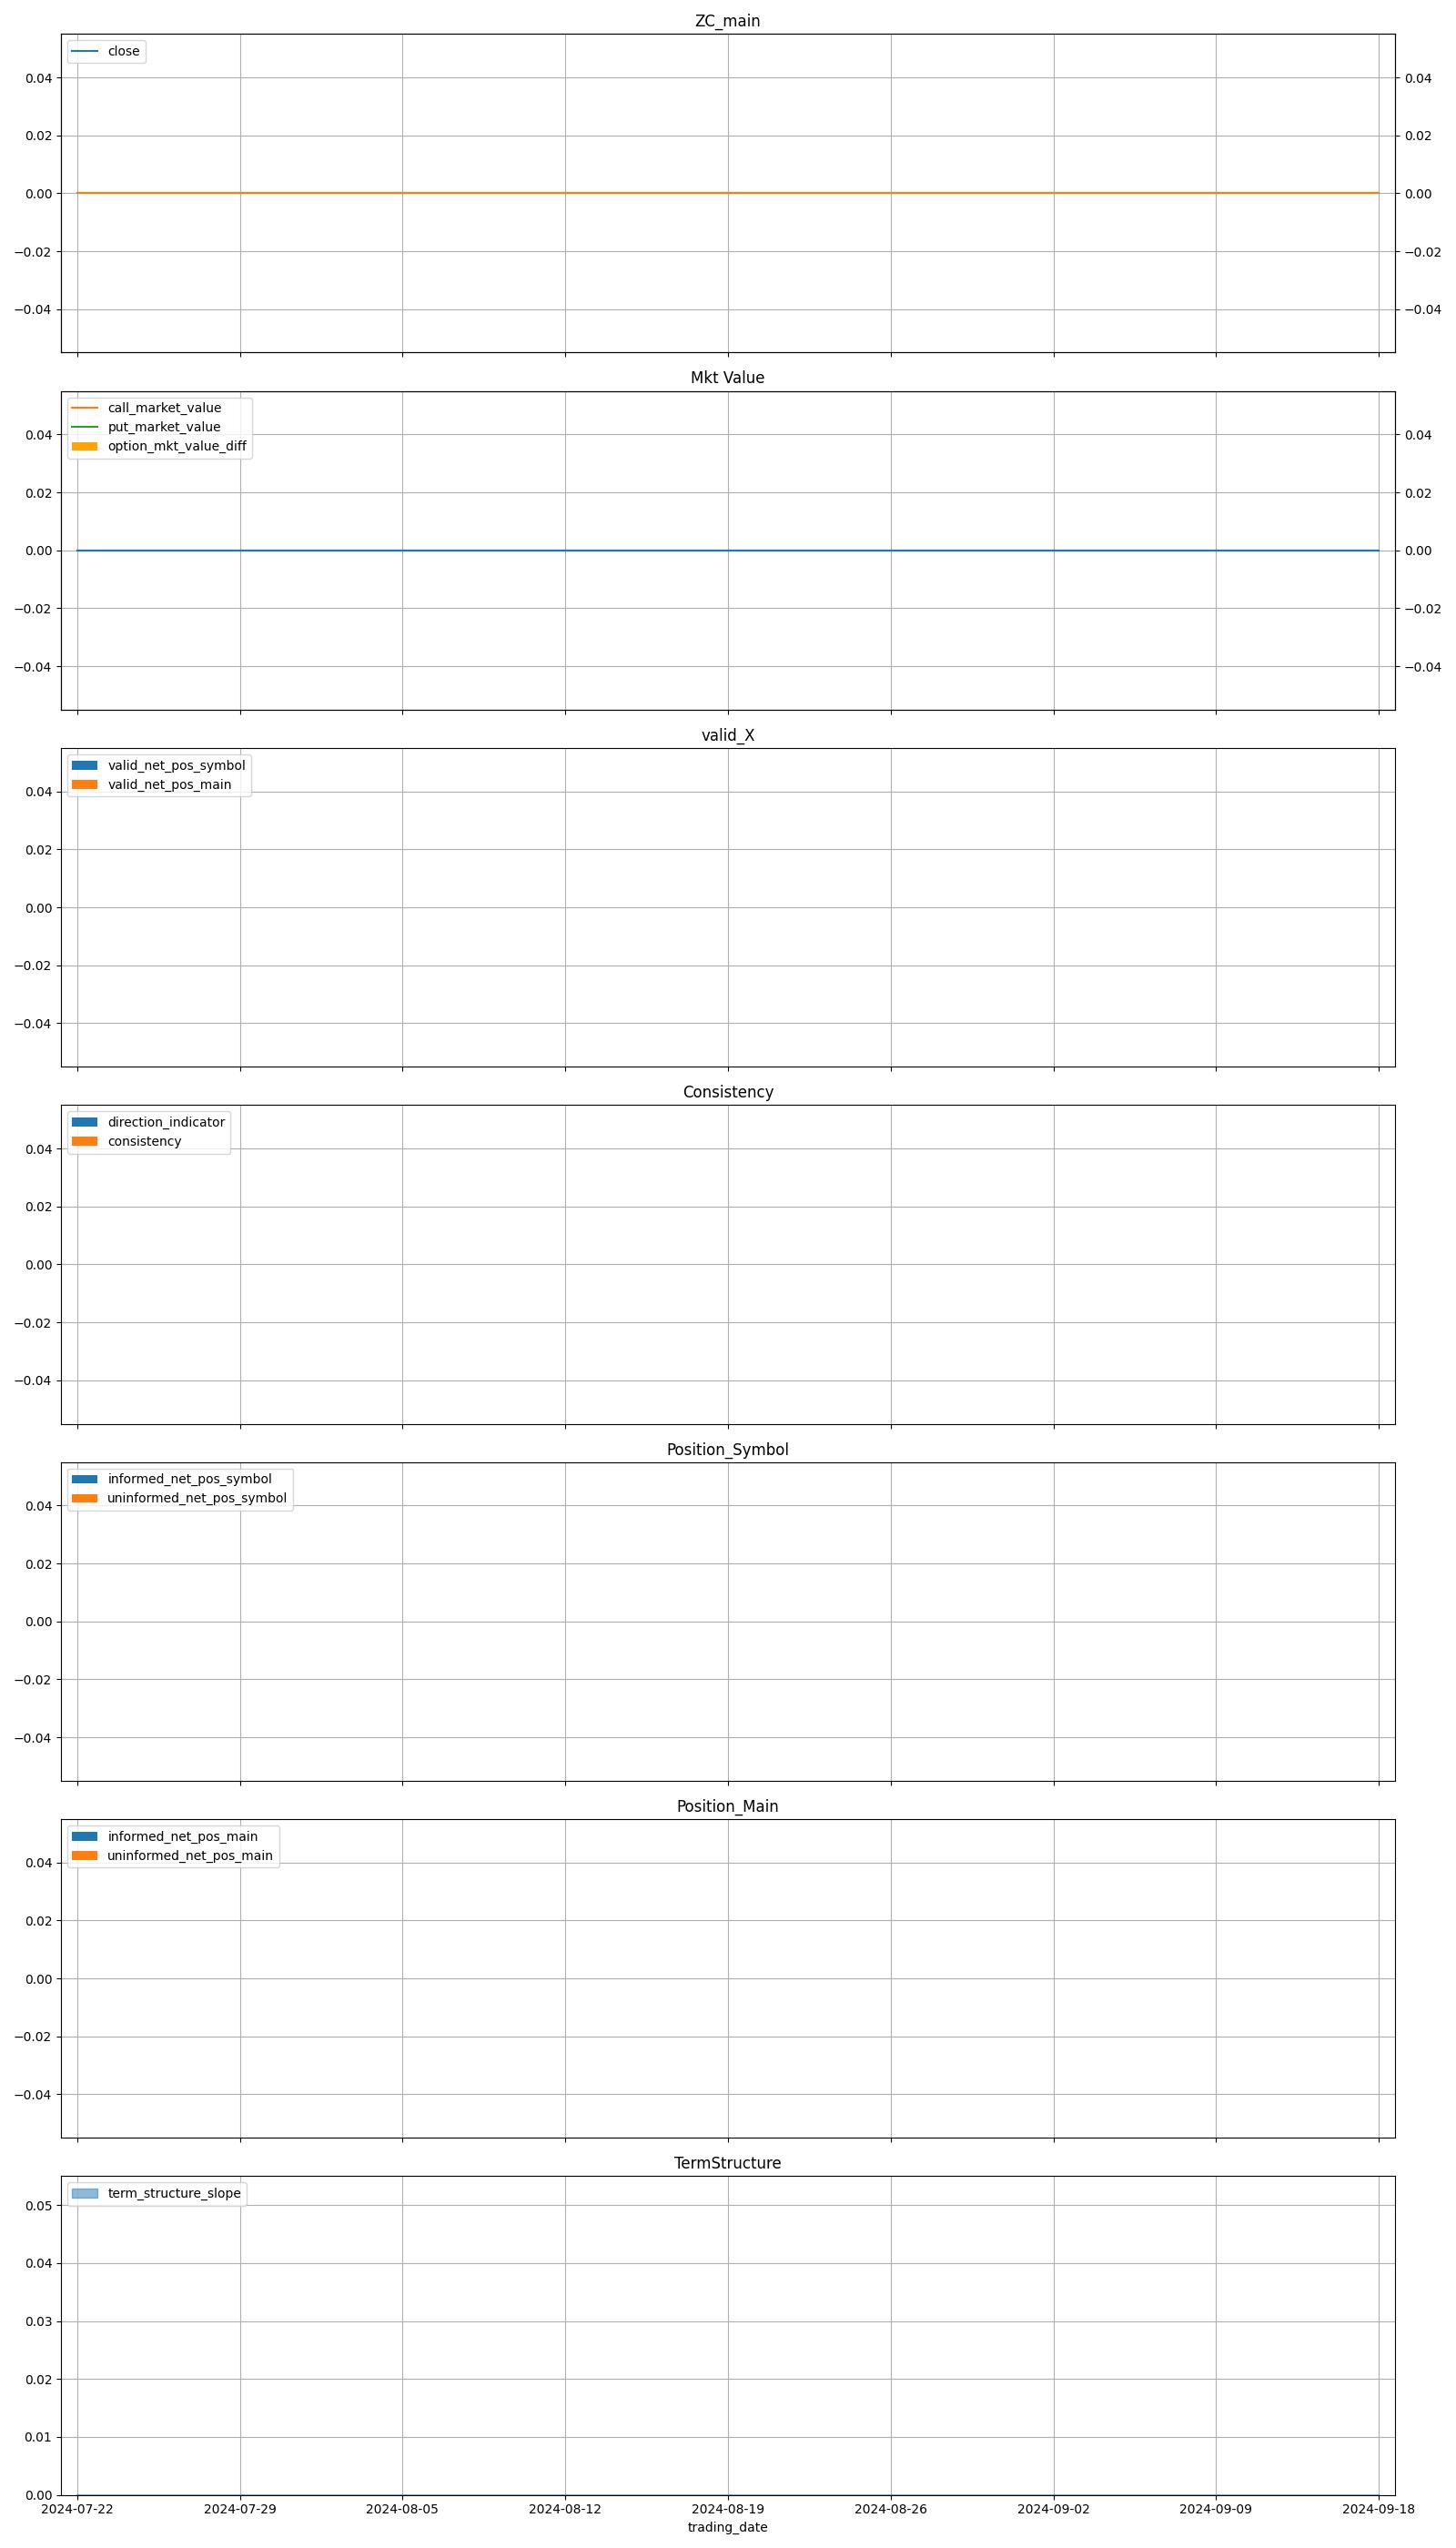 ZC_main
close
0.04 0.04
0.02 0.02
0.00 0.00
−0.02 −0.02
−0.04 −0.04
Mkt Value
call_market_value
put_market_value
option_mkt_value_diff
0.04 0.04
0.02 0.02
0.00 0.00
−0.02 −0.02
−0.04 −0.04
valid_X
valid_net_pos_symbol
valid_net_pos_main
0.04
0.02
0.00
−0.02
−0.04
Consistency
direction_indicator
consistency
0.04
0.02
0.00
−0.02
−0.04
Position_Symbol
informed_net_pos_symbol
uninformed_net_pos_symbol
0.04
0.02
0.00
−0.02
−0.04
Position_Main
informed_net_pos_main
uninformed_net_pos_main
0.04
0.02
0.00
−0.02
−0.04
TermStructure
term_structure_slope
0.05
0.04
0.03
0.02
0.01
0.00
2024-07-22 2024-07-29 2024-08-05 2024-08-12 2024-08-19 2024-08-26 2024-09-02 2024-09-09 2024-09-18
trading_date